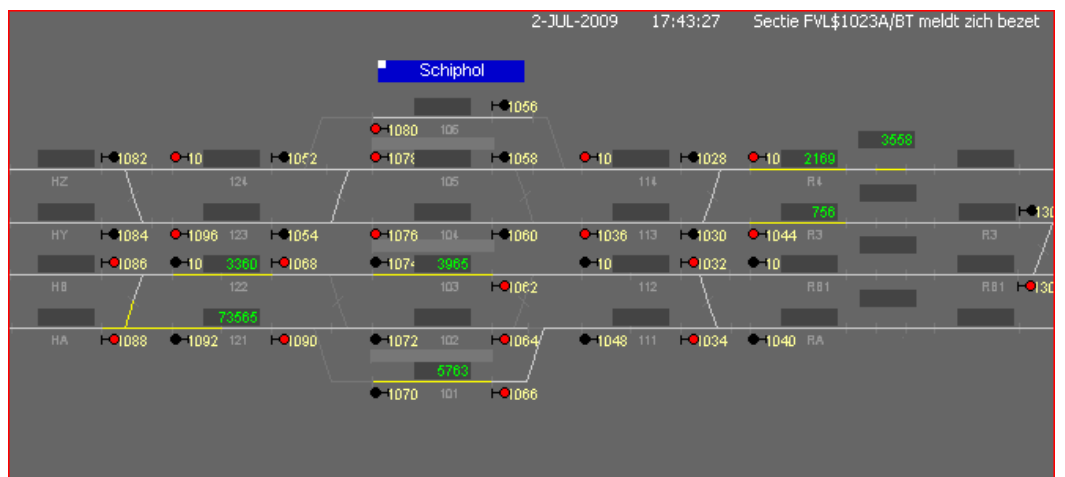 2-JUL-2009 17:43:27 Sectie FVL$1023A/BT meldt zich bezet
Schiphol
1056
1080 106
3558
1082 10 1052 1078 1058 10 1028 10 2169
HZ 124 105 114 R4
756 130
HY 1084 1096 123 1054 1076 104 1060 1036 113 1030 1044 R3 R3
1086 10 3360 1068 1074 3965 10 1032 10
H8 122 103 1062 112 R81 R81 130
73565
HA 1088 1092 121 1090 1072 102 1064 1048 111 1034 1040 RA
5763
1070 101 1066